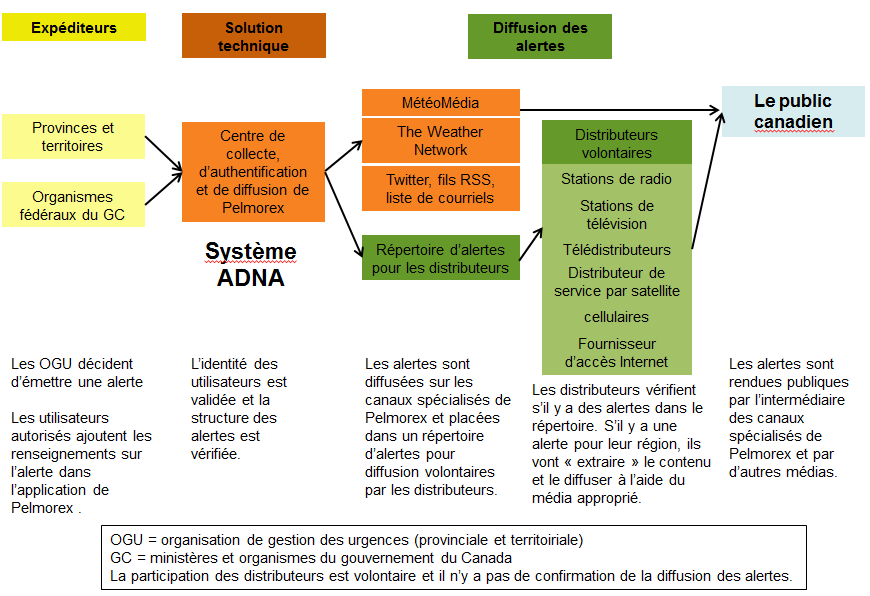 Expéditeurs
Solution
technique
Diffusion des
alertes
Provinces et
territoires
Organismes
fédéraux du GC
Centre de
collecte,
d’authentification
et de diffusion de
Pelmorex
Système
ADNA
MétéoMédia
The Weather
Network
Twitter, fils RSS,
liste de courriels
Répertoire d’alertes
pour les distributeurs
Distributeurs
volontaires
Stations de radio
Stations de
télévision
Télédistributeurs
Distributeur de
service par satellite
cellulaires
Fournisseur
d’accès Internet
Le public
canadien
Les OGU décident
d’émettre une alerte
Les utilisateurs
autorisés ajoutent les
renseignements sur
l’alerte dans
l’application de
Pelmorex .
L’identité des
utilisateurs est
validée et la
structure des
alertes est
vérifiée.
Les alertes sont
diffusées sur les
canaux spécialisés de
Pelmorex et placées
dans un répertoire
d’alertes pour
diffusion volontaires
par les distributeurs.
Les distributeurs vérifient
s’il y a des alertes dans le
répertoire. S’il y a une
alerte pour leur région, ils
vont « extraire » le contenu
et le diffuser à l’aide du
média approprié.
Les alertes sont
rendues publiques
par l’intermédiaire
des canaux
spécialisés de
Pelmorex et par
d’autres médias.
OGU = organisation de gestion des urgences (provinciale et territoiriale)
GC = ministères et organismes du gouvernement du Canada
La participation des distributeurs est volontaire et il n’y a pas de confirmation de la diffusion des alertes.